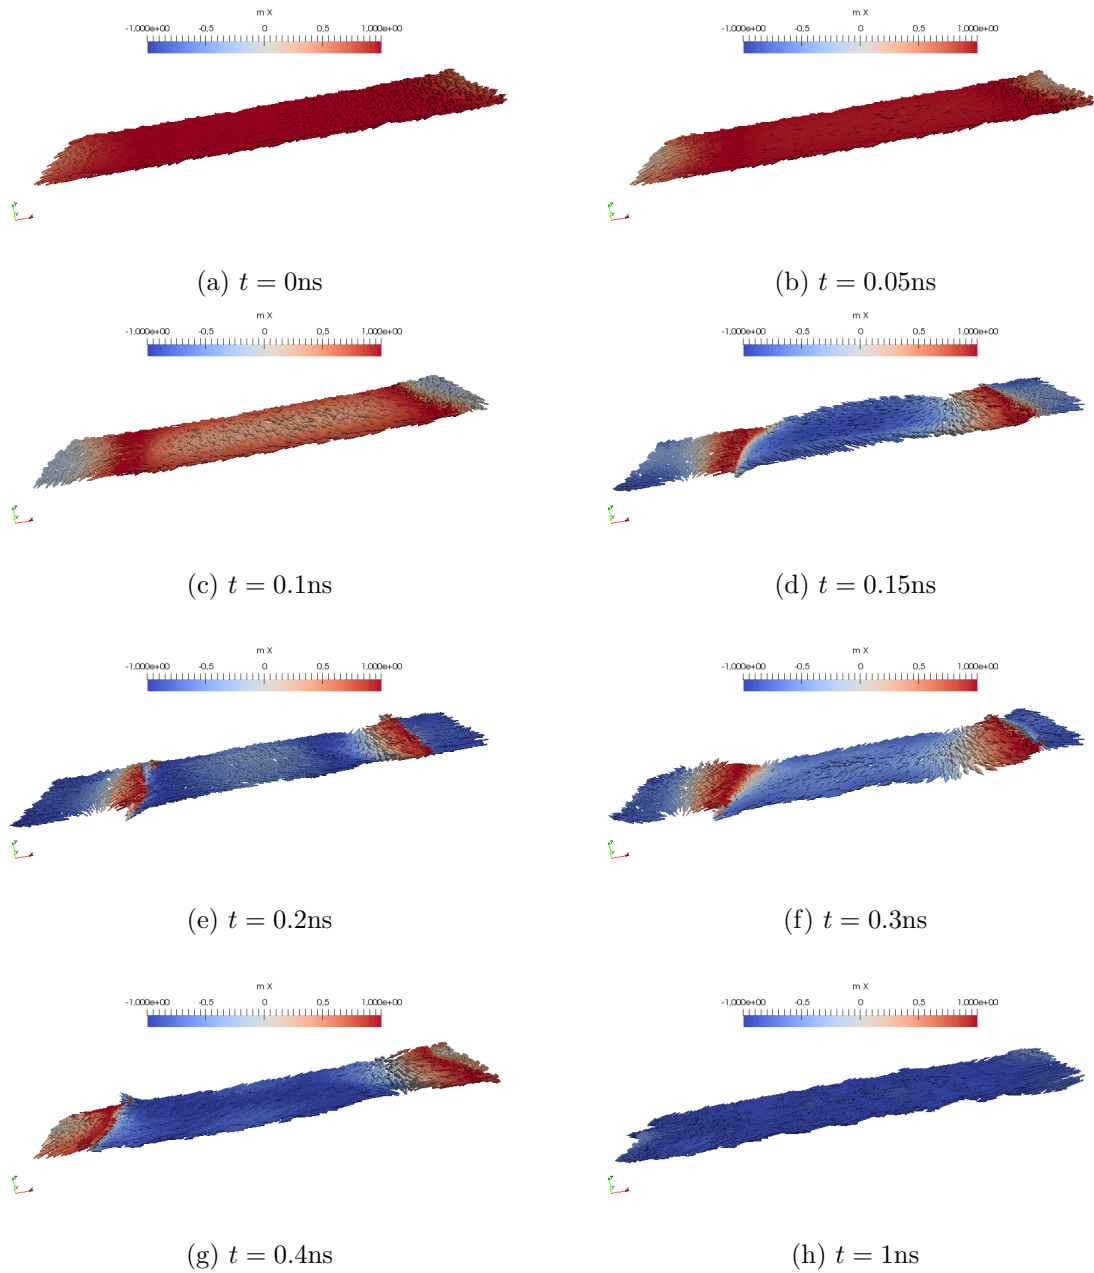 m X
-1,000e+00 -0,5 0 0,5 1,000e+00
m X
-1,000e+00 -0,5 0 0,5 1,000e+00
(a) t = 0ns
(b) t = 0.05ns
m X
-1,000e+00 -0,5 0 0,5 1,000e+00
m X
-1,000e+00 -0,5 0 0,5 1,000e+00
(c) t = 0.1ns
(d) t = 0.15ns
m X
-1,000e+00 -0,5 0 0,5 1,000e+00
m X
-1,000e+00 -0,5 0 0,5 1,000e+00
(e) t = 0.2ns
(f) t = 0.3ns
m X
-1,000e+00 -0,5 0 0,5 1,000e+00
m X
-1,000e+00 -0,5 0 0,5 1,000e+00
(g) t = 0.4ns
(h) t = 1ns